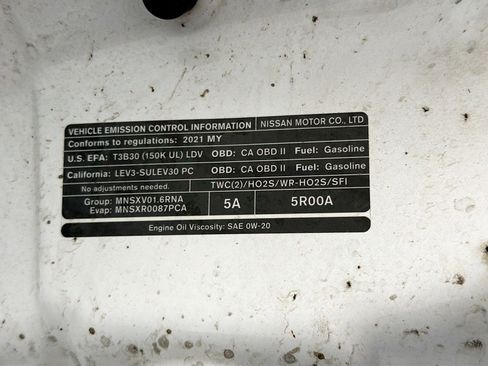 VEHICLE EMISSION CONTROL INFORMATION NISSAN MOTOR CO., LTD
Conforms to regulations: 2021 MY
U.S. EPA: T3B30 (150K UL) LDV OBD: CA OBD II Fuel: Gasoline
California: LEV3-SULEV30 PC OBD: CA OBD II Fuel: Gasoline
No adjustments needed. TWC(2)/HO2S/WR-HO2S/SFI
Group: MNSXV01.6RNA
Evap: MNSXR0087PCA
5A 5R00A
Engine Oil Viscosity: SAE 0W-20